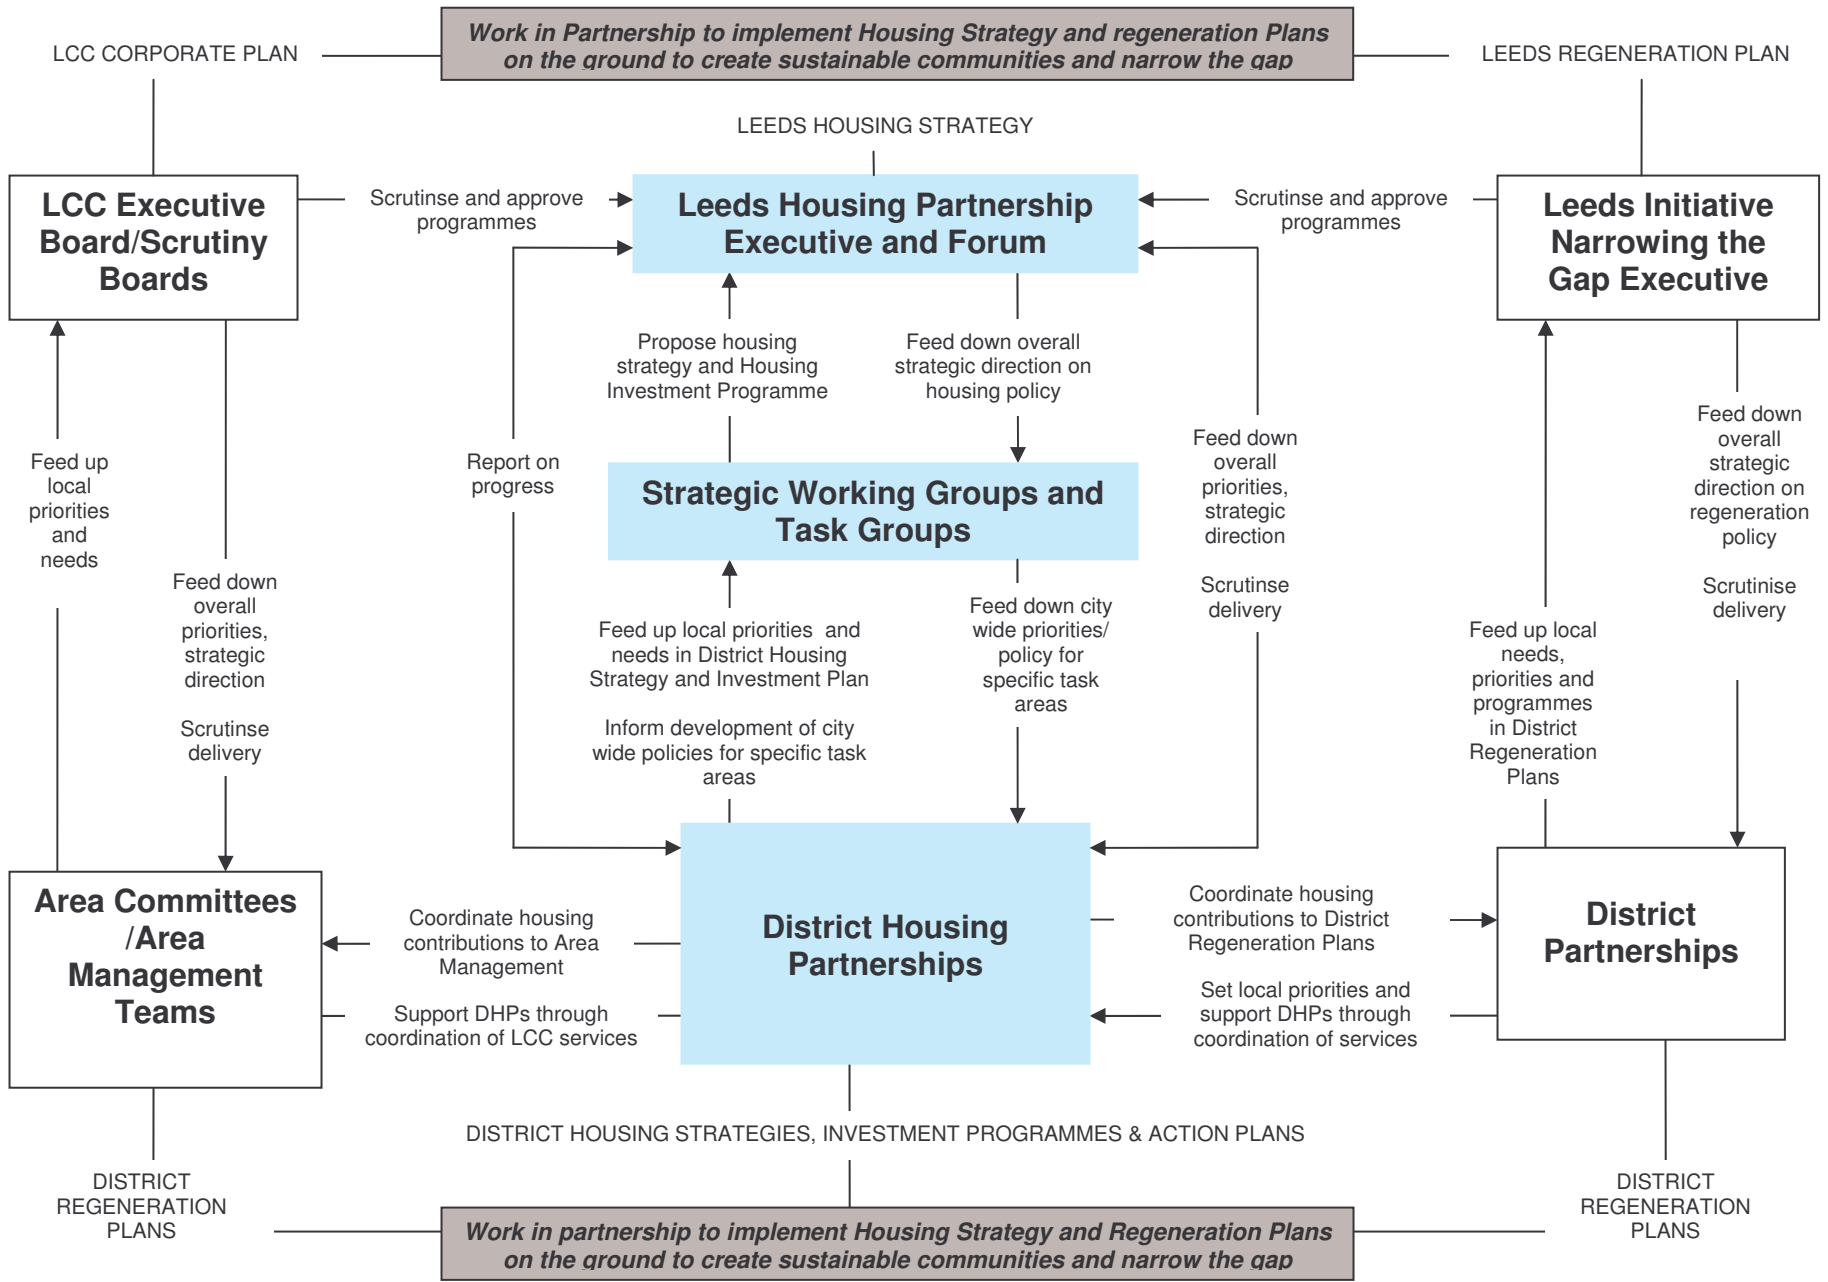 Work in Partnership to implement Housing Strategy and regeneration Plans
on the ground to create sustainable communities and narrow the gap
LCC CORPORATE PLAN
LEEDS REGENERATION PLAN
LEEDS HOUSING STRATEGY
LCC Executive
Board/Scrutiny
Boards
Scrutinse and approve
programmes
Leeds Housing Partnership
Executive and Forum
Scrutinse and approve
programmes
Leeds Initiative
Narrowing the
Gap Executive
Propose housing
strategy and Housing
Investment Programme
Feed down overall
strategic direction on
housing policy
Feed up
local
priorities
and
needs
Feed down
overall
priorities,
strategic
direction
Scrutinse
delivery
Report on
progress
Strategic Working Groups and
Task Groups
Feed down
overall
priorities,
strategic
direction
Scrutinse
delivery
Feed down
overall
strategic
direction on
regeneration
policy
Scrutinise
delivery
Feed up local priorities and
needs in District Housing
Strategy and Investment Plan
Inform development of city
wide policies for specific task
areas
Feed down city
wide priorities/
policy for
specific task
areas
Feed up local
needs,
priorities and
programmes
in District
Regeneration
Plans
Area Committees
/Area
Management
Teams
Coordinate housing
contributions to Area
Management
Support DHPs through
coordination of LCC services
District Housing
Partnerships
Coordinate housing
contributions to District
Regeneration Plans
Set local priorities and
support DHPs through
coordination of services
District
Partnerships
DISTRICT HOUSING STRATEGIES, INVESTMENT PROGRAMMES & ACTION PLANS
DISTRICT
REGENERATION
PLANS
DISTRICT
REGENERATION
PLANS
Work in partnership to implement Housing Strategy and Regeneration Plans
on the ground to create sustainable communities and narrow the gap